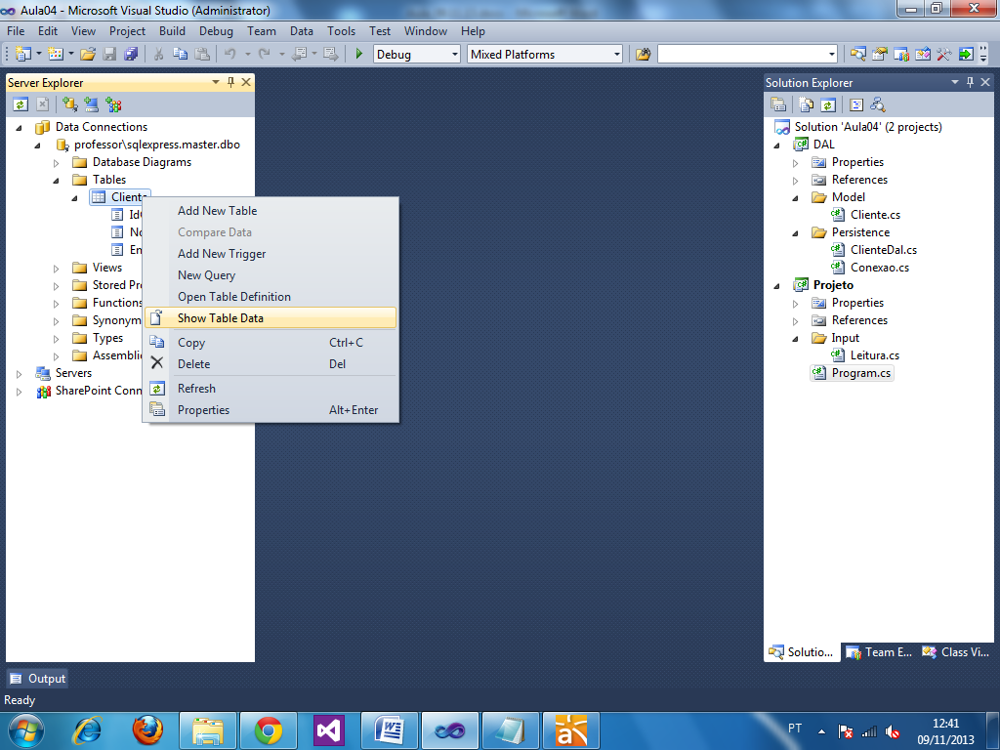 Aula04 - Microsoft Visual Studio (Administrator)
File Edit View Project Build Debug Team Data Tools Test Window Help
Debug Mixed Platforms
Server Explorer
Data Connections
professor\sqlexpress.master.dbo
Database Diagrams
Tables
Cliente
Views
Stored Pr
Functions
Synonym
Types
Assemblie
Servers
SharePoint Conn
Add New Table
Compare Data
Add New Trigger
New Query
Open Table Definition
Show Table Data
Copy Ctrl+C
Delete Del
Refresh
Properties Alt+Enter
Solution Explorer
Solution 'Aula04' (2 projects)
DAL
Properties
References
Model
Cliente.cs
Persistence
ClienteDal.cs
Conexao.cs
Projeto
Properties
References
Input
Leitura.cs
Program.cs
Solutio... Team E... Class Vi...
Output
Ready
PT
12:41
09/11/2013